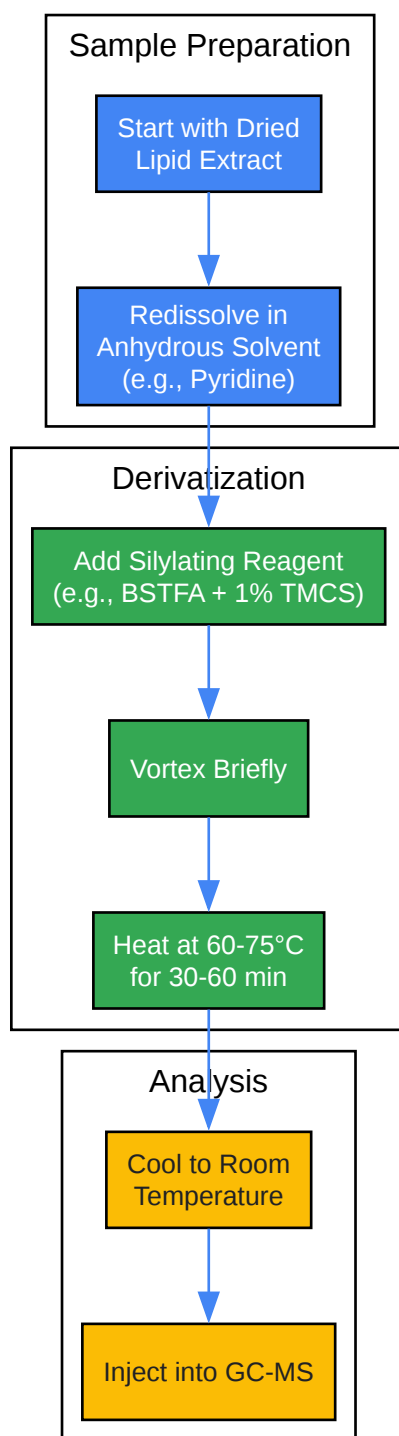 Sample Preparation
Start with Dried
Lipid Extract
Redissolve in
Anhydrous Solvent
(e.g., Pyridine)
Derivatization
Add Silylating Reagent
(e.g., BSTFA + 1% TMCS)
Vortex Briefly
Heat at 60-75°C
for 30-60 min
Analysis
Cool to Room
Temperature
Inject into GC-MS